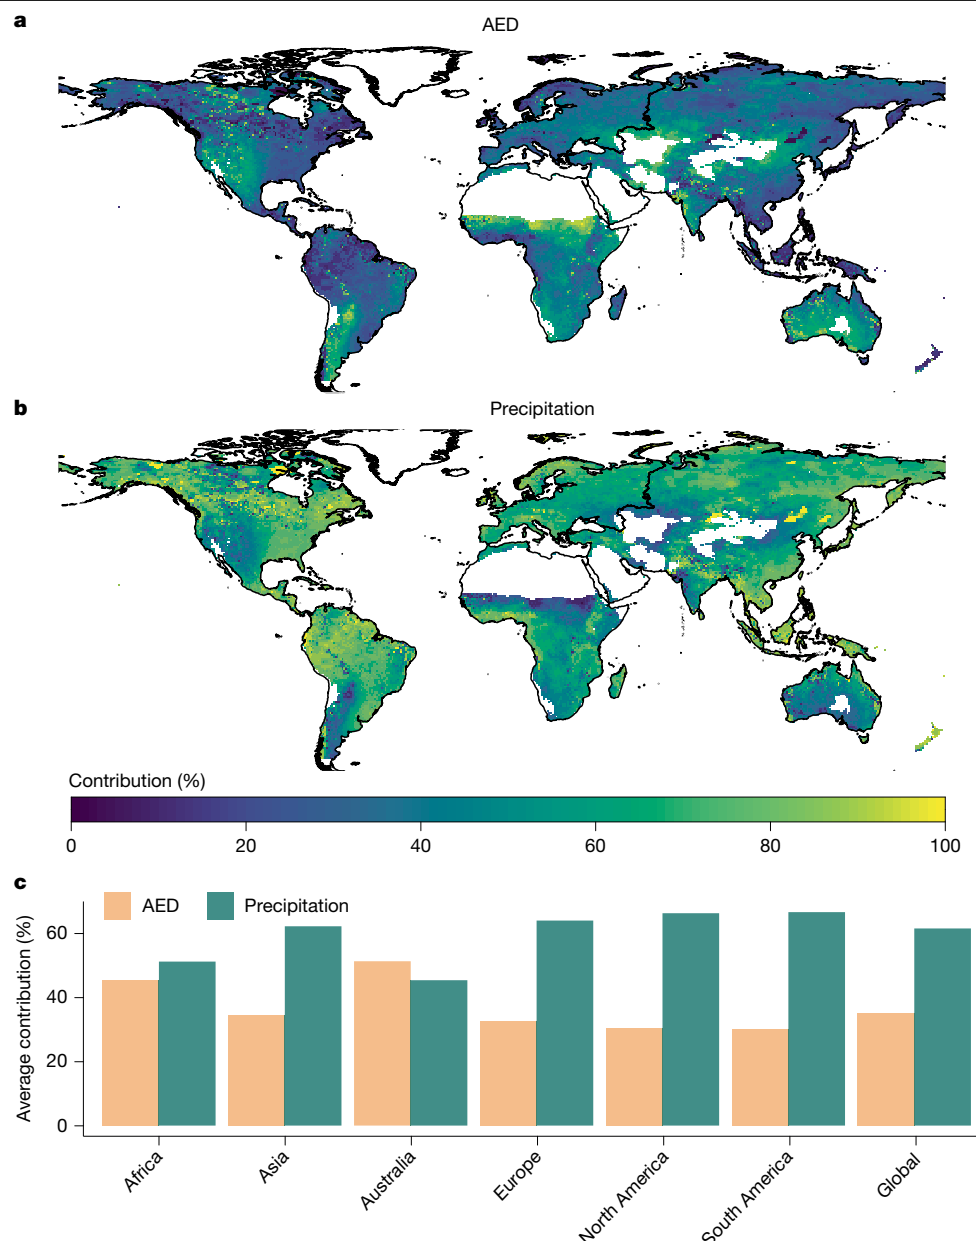 a
AED
b
Precipitation
Contribution (%)
0 20 40 60 80 100
c
AED Precipitation
Average contribution (%)
60
40
20
0
Africa Asia Australia Europe North America South America Global